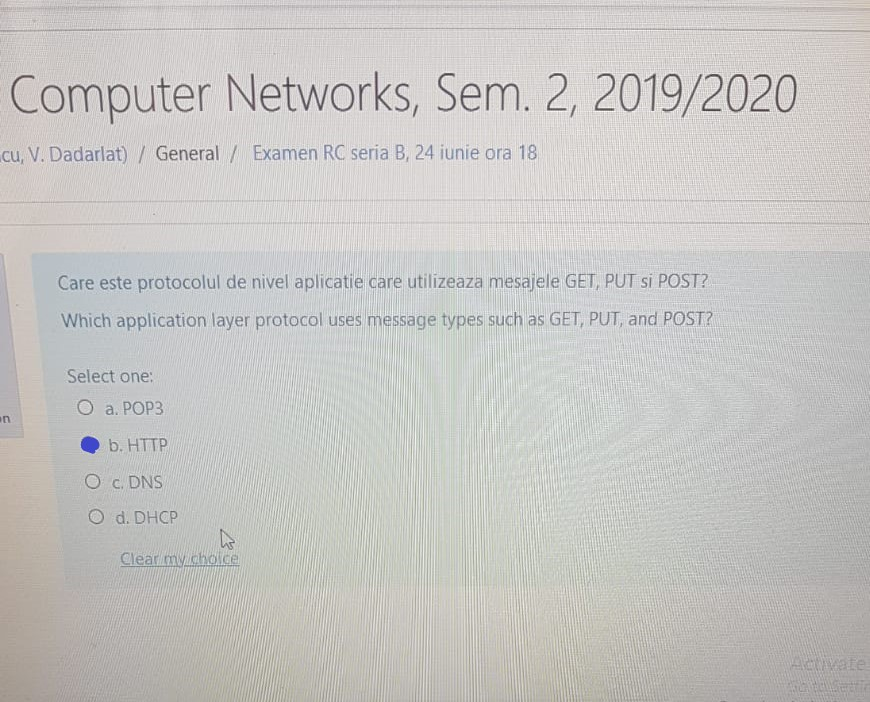 Computer Networks, Sem. 2, 2019/2020
cu, V. Dadarlat) / General / Examen RC seria B, 24 iunie ora 18
Care este protocolul de nivel aplicatie care utilizeaza mesajele GET, PUT si POST?
Which application layer protocol uses message types such as GET, PUT, and POST?
Select one:
a. POP3
on
b. HTTP
c. DNS
d. DHCP
Clear my choice
Activate
Go to Settin